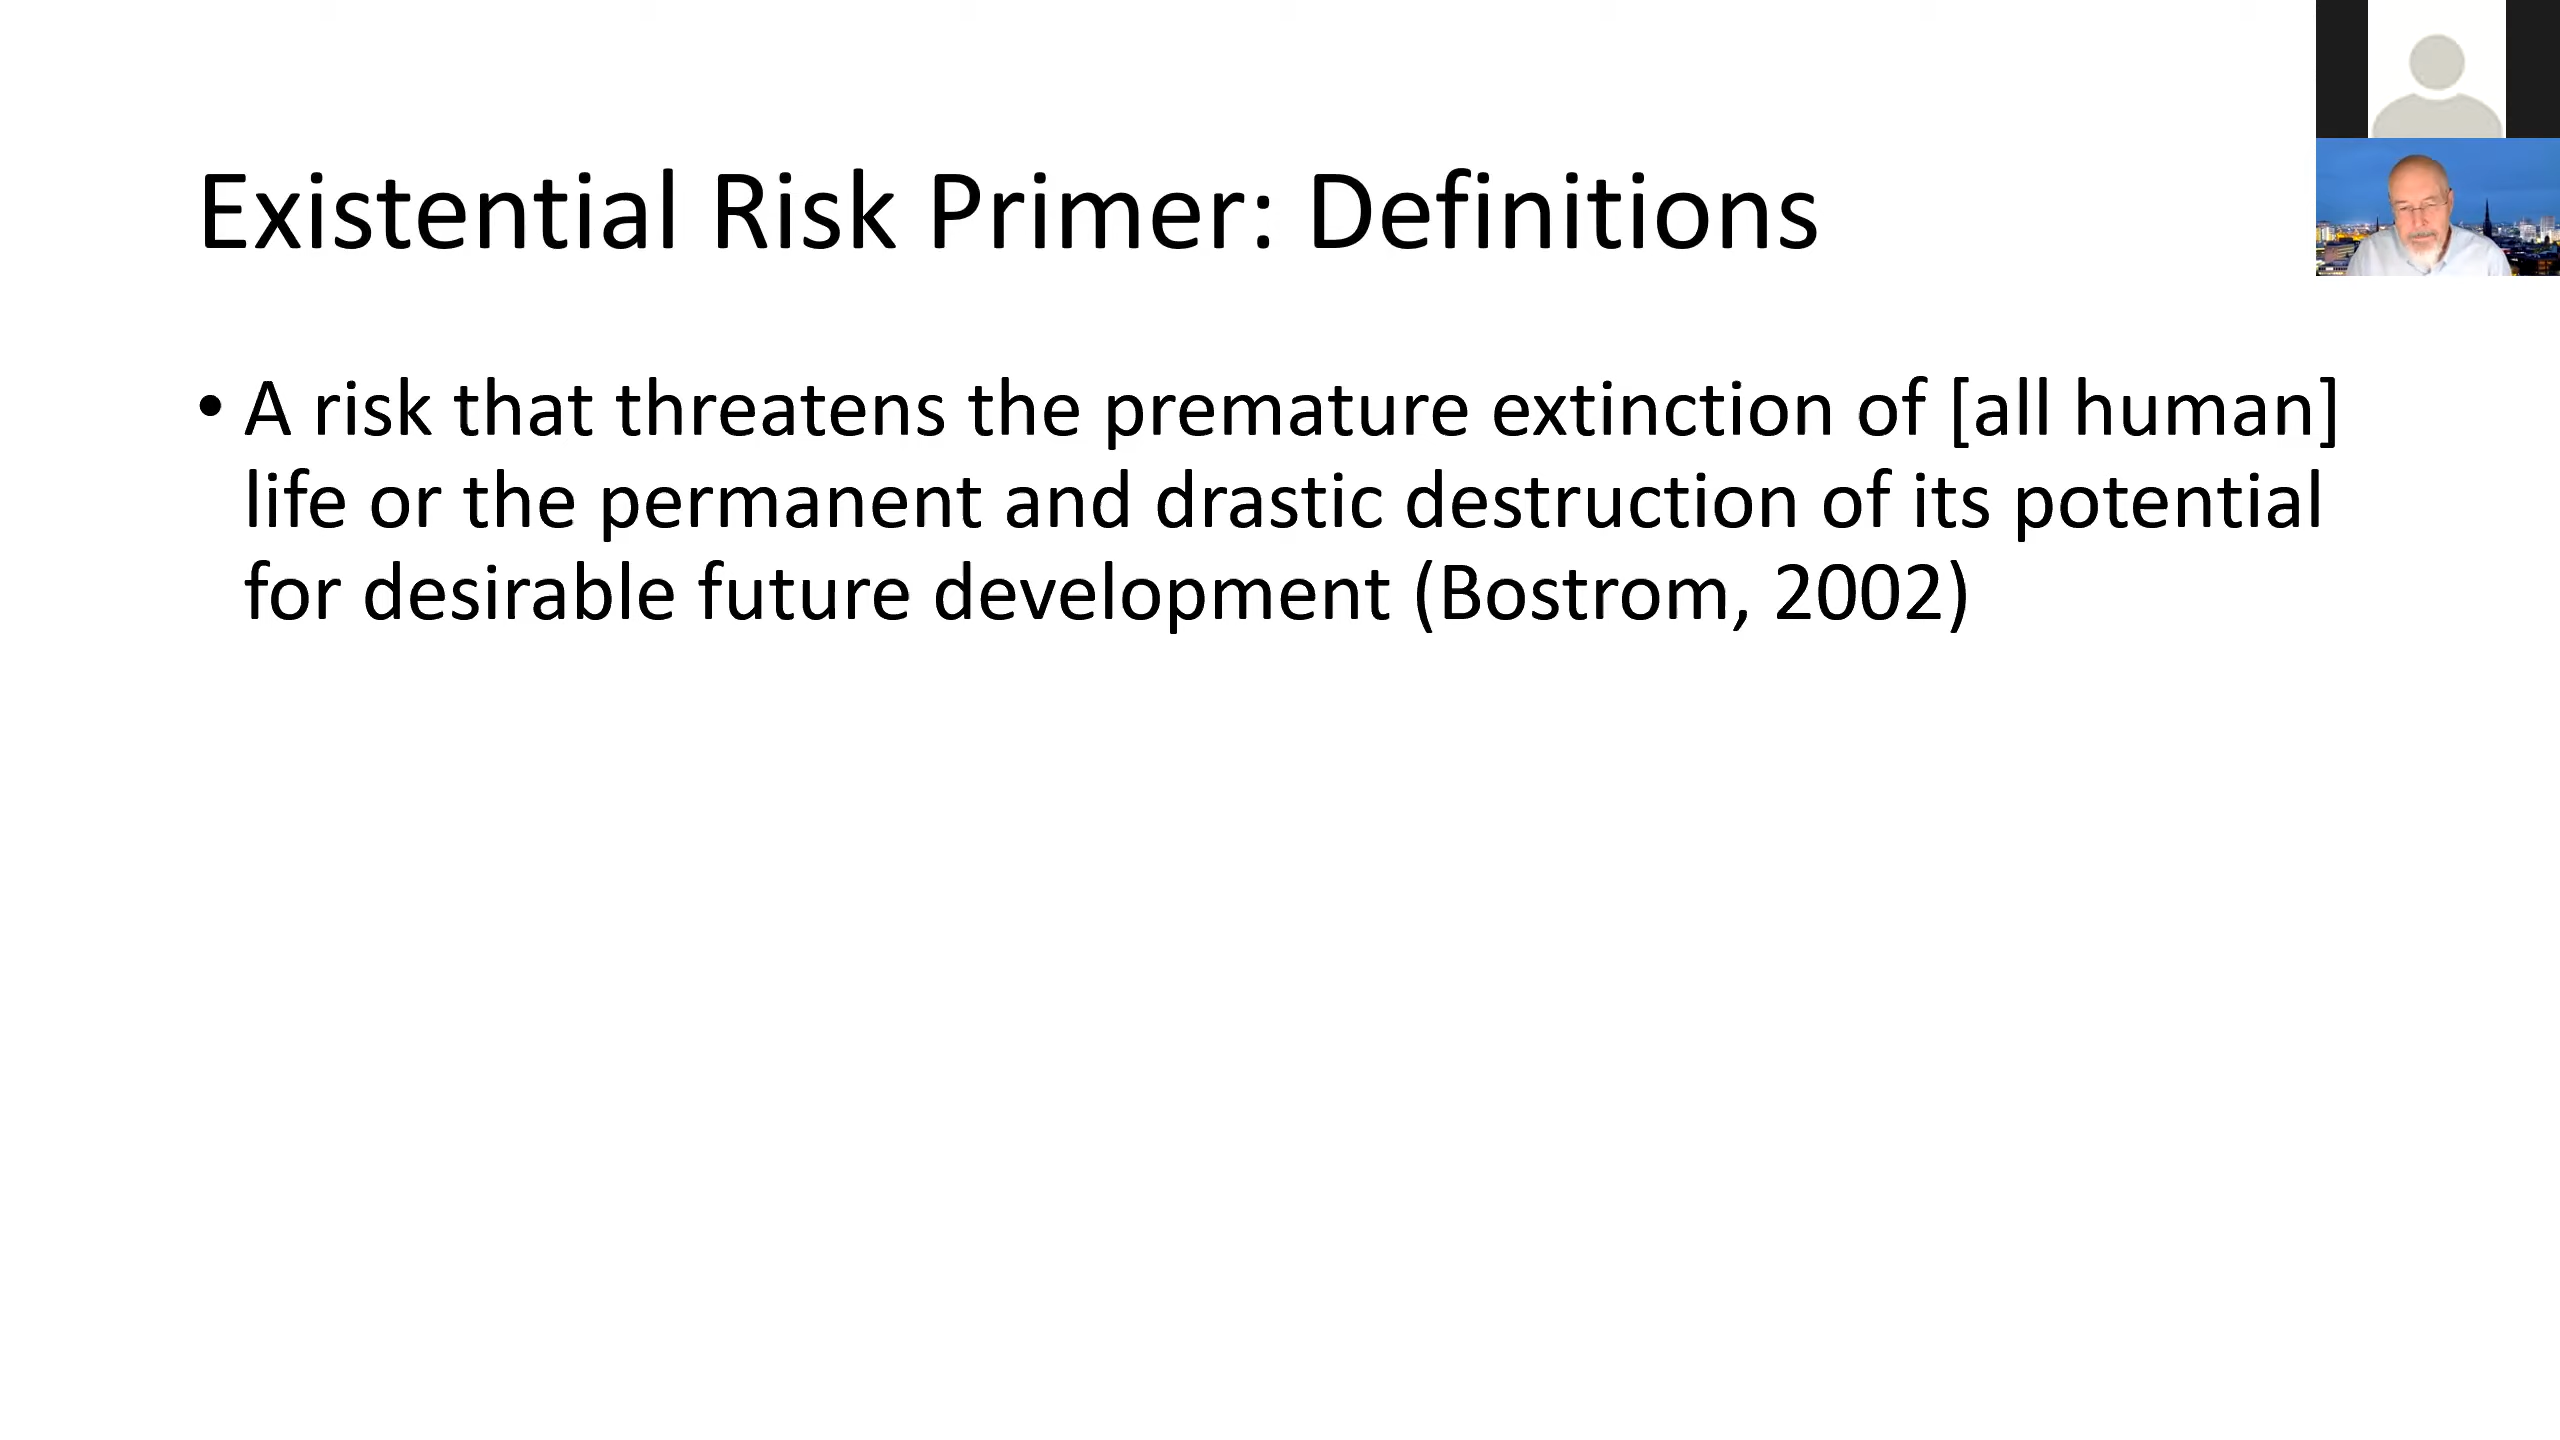 Existential Risk Primer: Definitions
• A risk that threatens the premature extinction of [all human]
life or the permanent and drastic destruction of its potential
for desirable future development (Bostrom, 2002)